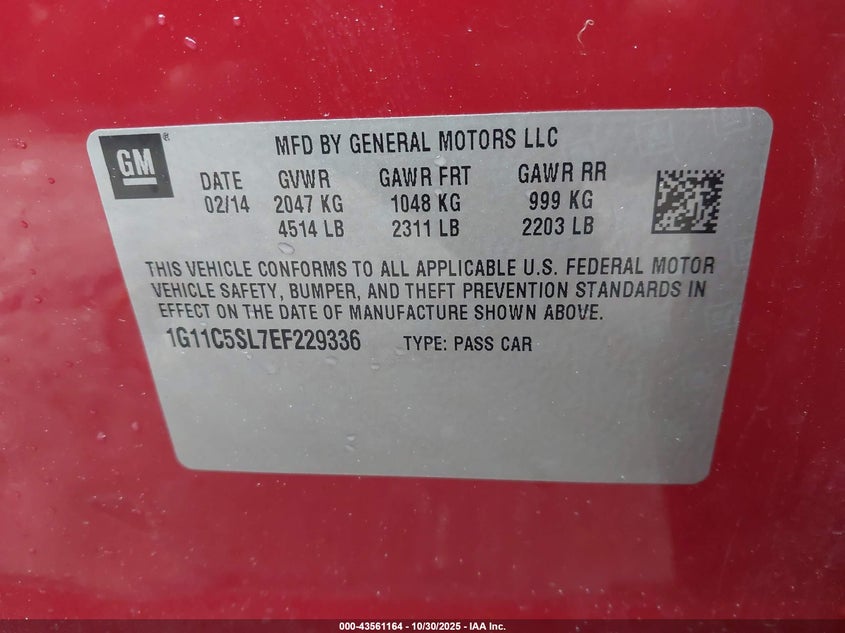 GM
MFD BY GENERAL MOTORS LLC
DATE GVWR GAWR FRT GAWR RR
02/14 2047 KG 1048 KG 999 KG
4514 LB 2311 LB 2203 LB
THIS VEHICLE CONFORMS TO ALL APPLICABLE U.S. FEDERAL MOTOR
VEHICLE SAFETY, BUMPER, AND THEFT PREVENTION STANDARDS IN
EFFECT ON THE DATE OF MANUFACTURE SHOWN ABOVE.
1G11C5SL7EF229336 TYPE: PASS CAR
000-43561164 - 10/30/2025 - IAA Inc.